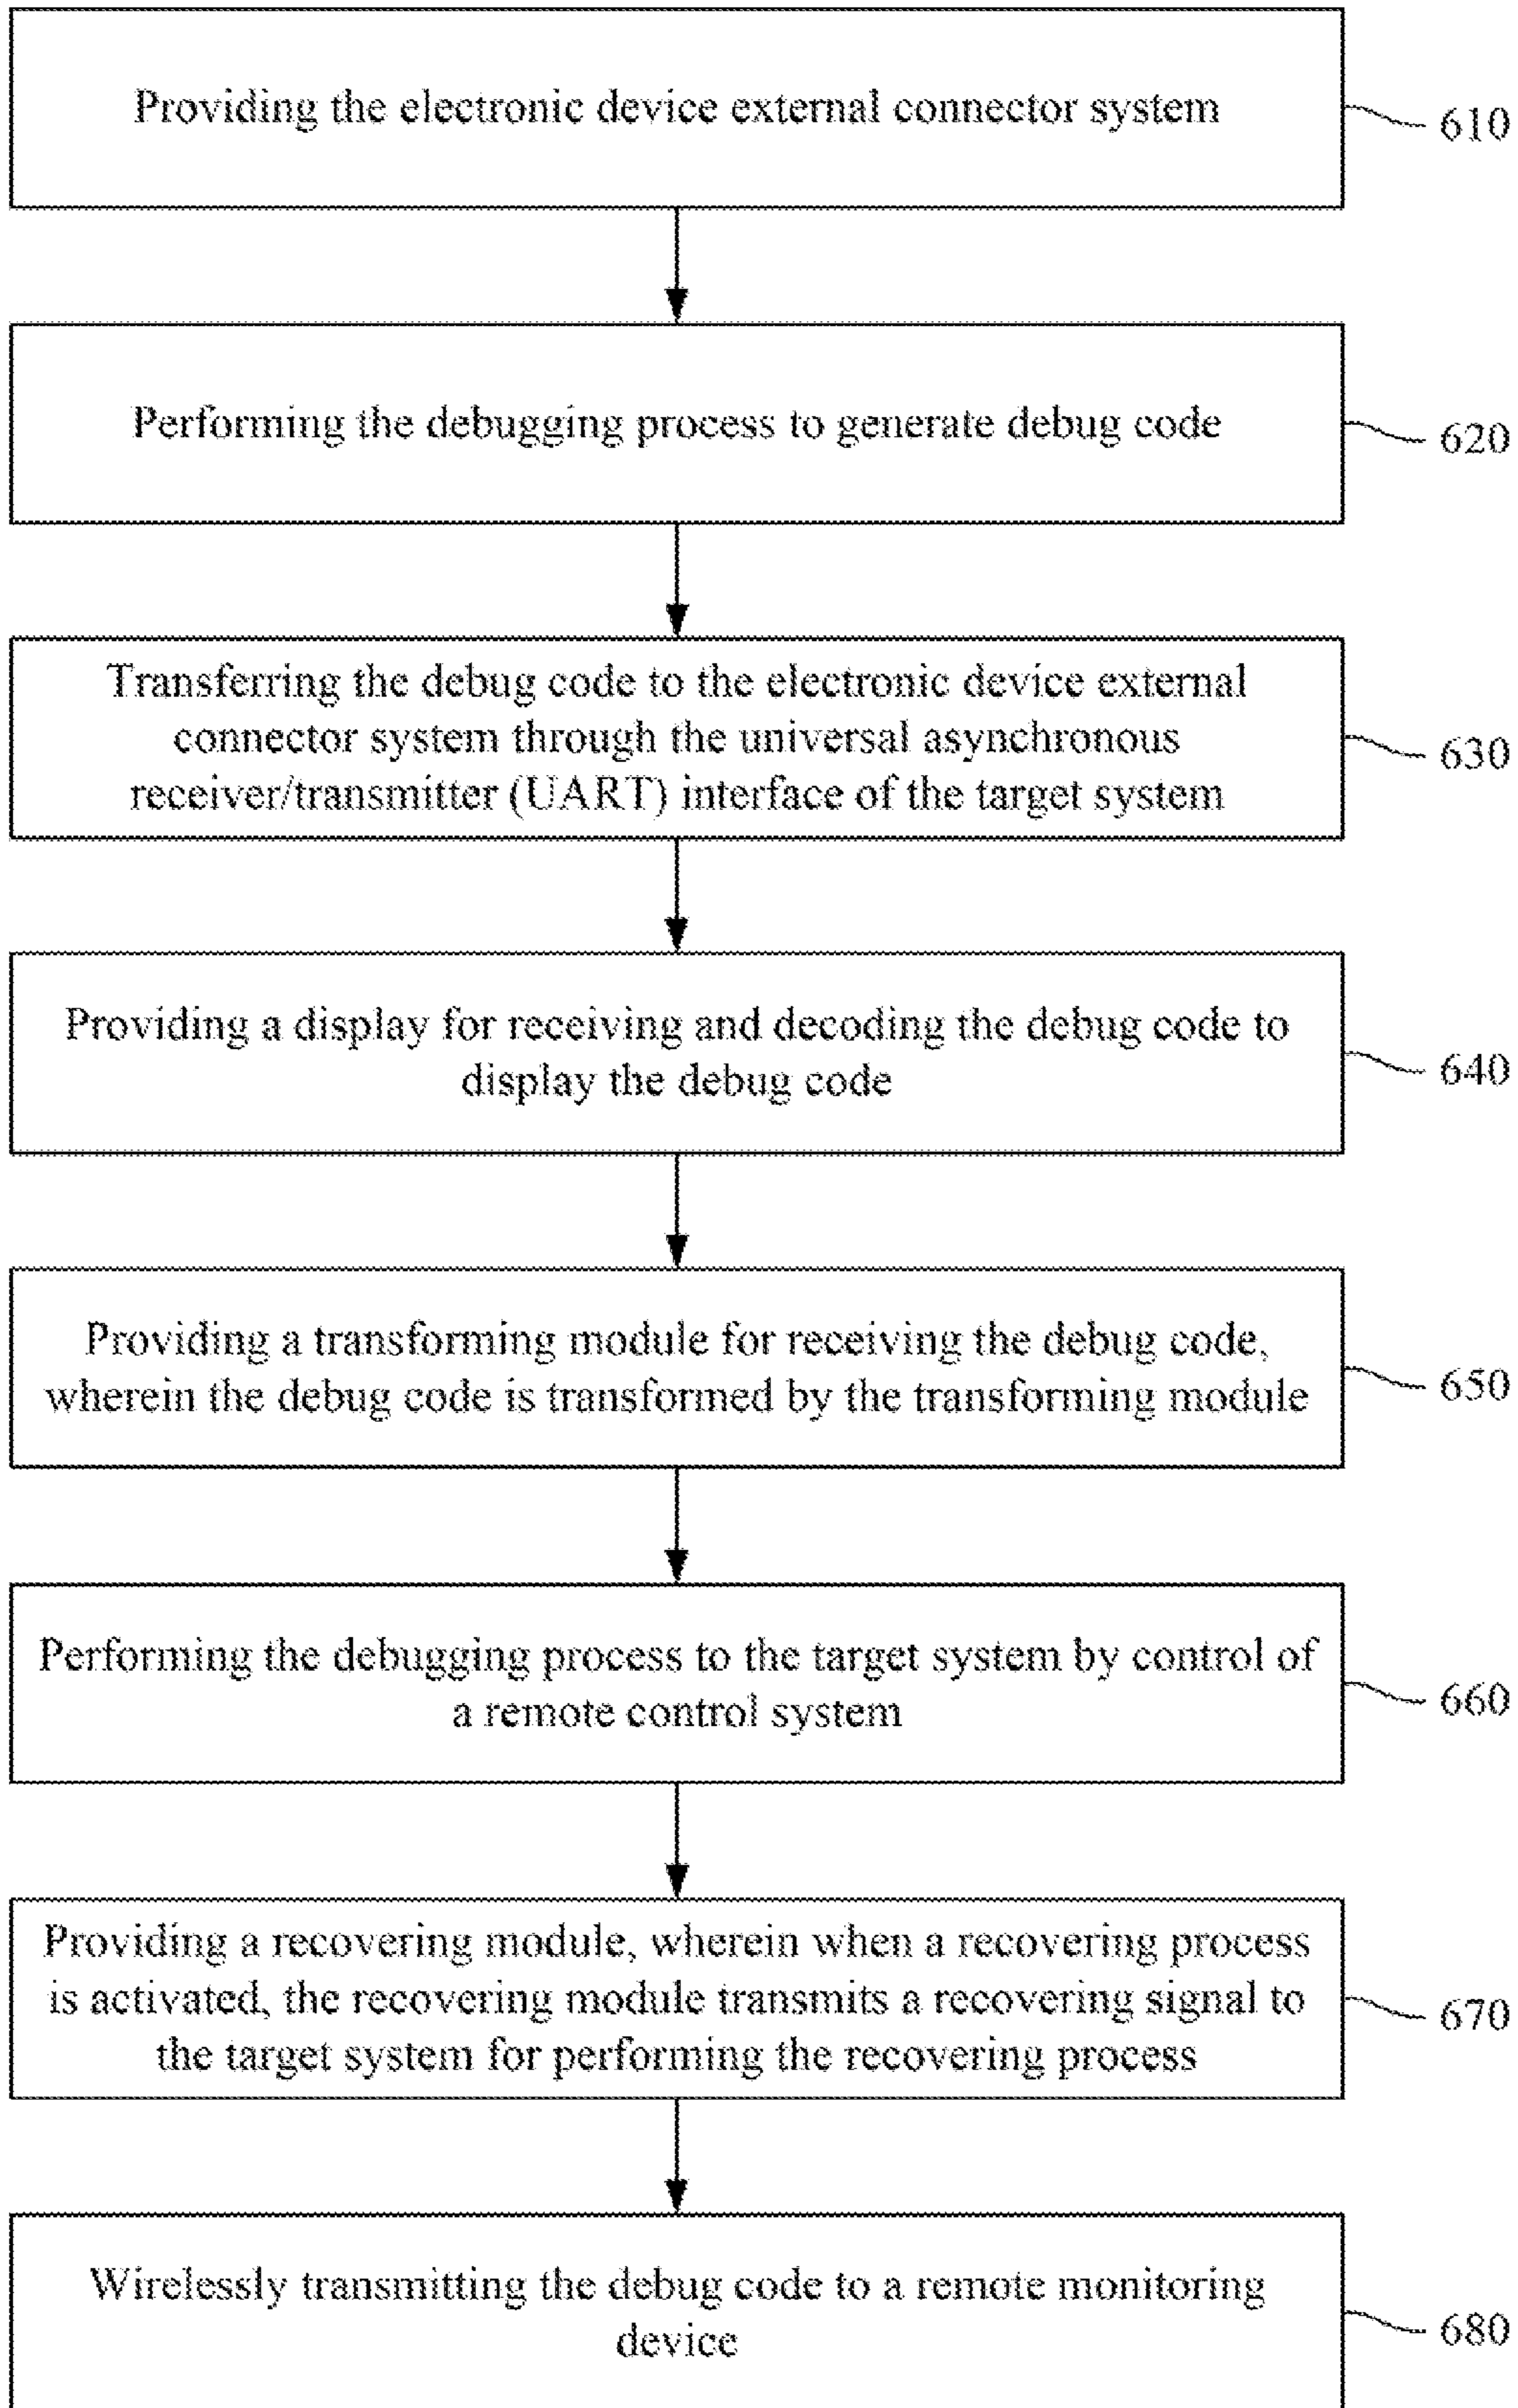 Providing the electronic device external connector system
610
Performing the debugging process to generate debug code
620
Transferring the debug code to the electronic device external
connector system through the universal asynchronous
receiver/transmitter (UART) interface of the target system
630
Providing a display for receiving and decoding the debug code to
display the debug code
640
Providing a transforming module for receiving the debug code,
wherein the debug code is transformed by the transforming module
650
Performing the debugging process to the target system by control of
a remote control system
660
Providing a recovering module, wherein when a recovering process
is activated, the recovering module transmits a recovering signal to
the target system for performing the recovering process
670
Wirelessly transmitting the debug code to a remote monitoring
device
680